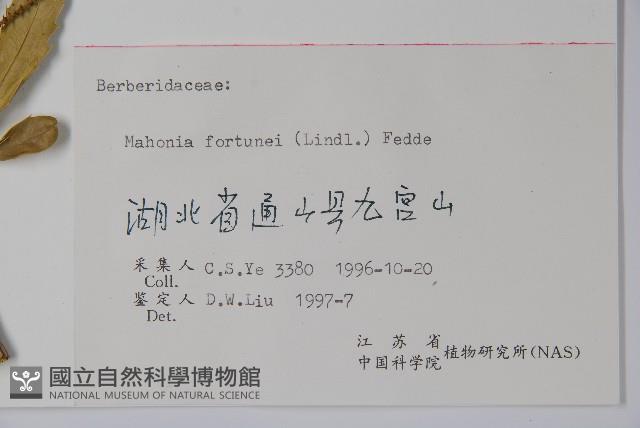 Berberidaceae:
Mahonia fortunei (Lindl.) Fedde
湖北省通山县九宫山
采集人 C.S.Ye 3380 1996-10-20
Coll.
鉴定人 D.W.Liu 1997-7
Det.
江苏省
中国科学院 植物研究所(NAS)
國立自然科學博物館
NATIONAL MUSEUM OF NATURAL SCIENCE